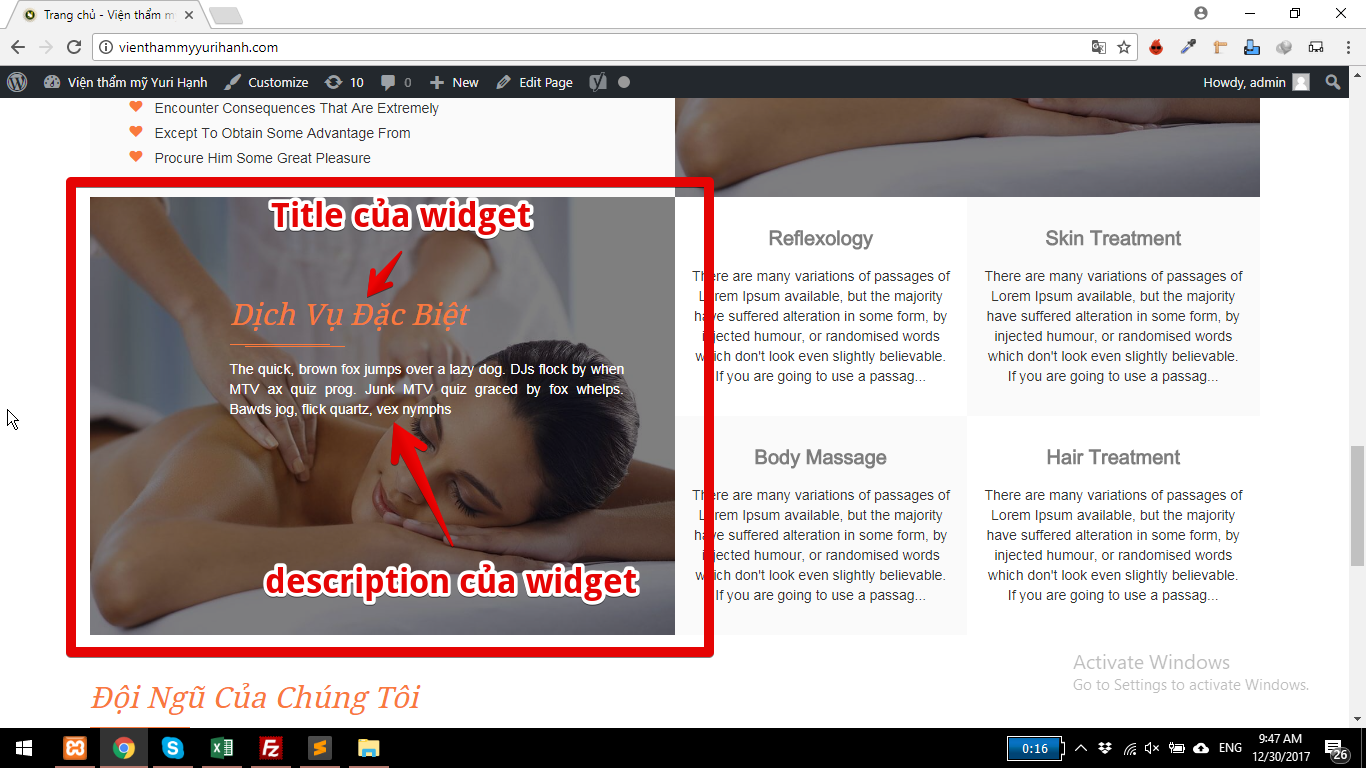 Trang chủ - Viện thẩm m
vienthammyyurihanh.com
Viện thẩm mỹ Yuri Hạnh
Customize
10
0
New
Edit Page
Howdy, admin
Encounter Consequences That Are Extremely
Except To Obtain Some Advantage From
Procure Him Some Great Pleasure
Title của widget
Dịch Vụ Đặc Biệt
The quick, brown fox jumps over a lazy dog. DJs flock by when
MTV ax quiz prog. Junk MTV quiz graced by fox whelps.
Bawds jog, flick quartz, vex nymphs
description của widget
Reflexology
There are many variations of passages of
Lorem Ipsum available, but the majority
have suffered alteration in some form, by
injected humour, or randomised words
which don't look even slightly believable.
If you are going to use a passag...
Skin Treatment
There are many variations of passages of
Lorem Ipsum available, but the majority
have suffered alteration in some form, by
injected humour, or randomised words
which don't look even slightly believable.
If you are going to use a passag...
Body Massage
There are many variations of passages of
Lorem Ipsum available, but the majority
have suffered alteration in some form, by
injected humour, or randomised words
which don't look even slightly believable.
If you are going to use a passag...
Hair Treatment
There are many variations of passages of
Lorem Ipsum available, but the majority
have suffered alteration in some form, by
injected humour, or randomised words
which don't look even slightly believable.
If you are going to use a passag...
Đội Ngũ Của Chúng Tôi
Activate Windows
Go to Settings to activate Windows.
0:16
ENG
9:47 AM
12/30/2017
26